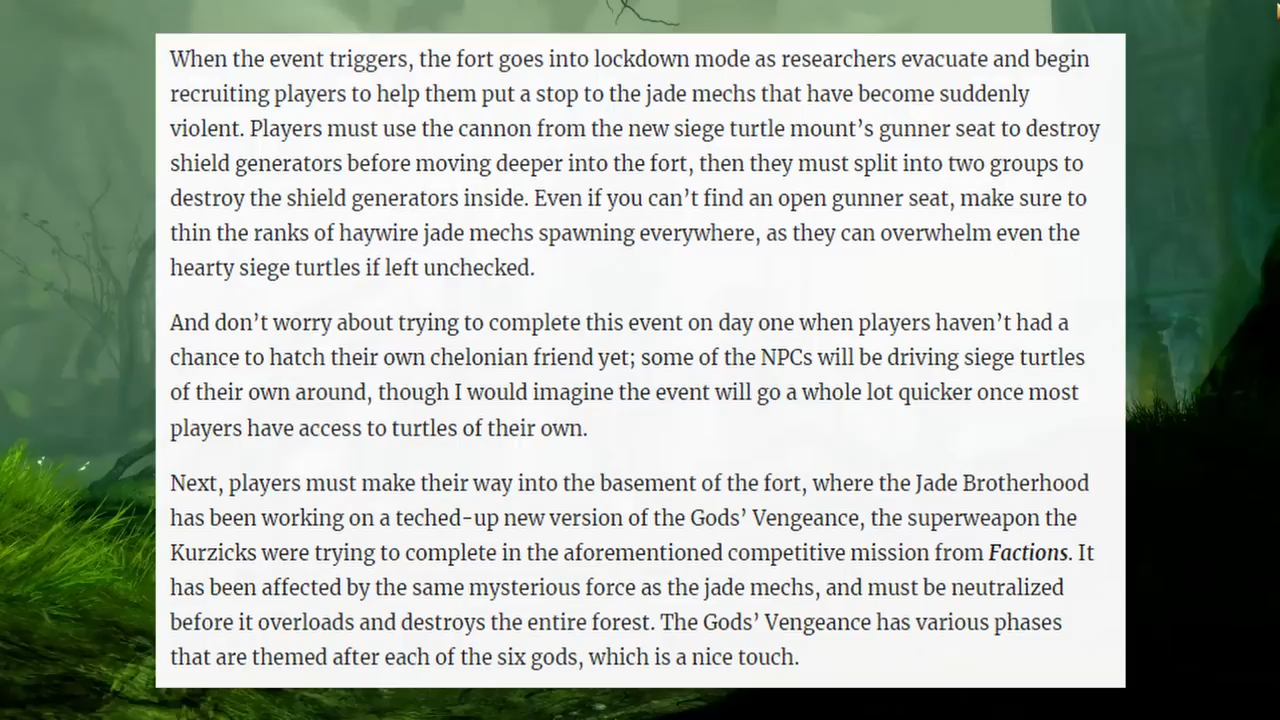 When the event triggers, the fort goes into lockdown mode as researchers evacuate and begin
recruiting players to help them put a stop to the jade mechs that have become suddenly
violent. Players must use the cannon from the new siege turtle mount’s gunner seat to destroy
shield generators before moving deeper into the fort, then they must split into two groups to
destroy the shield generators inside. Even if you can’t find an open gunner seat, make sure to
thin the ranks of haywire jade mechs spawning everywhere, as they can overwhelm even the
hearty siege turtles if left unchecked.
And don’t worry about trying to complete this event on day one when players haven’t had a
chance to hatch their own chelonian friend yet; some of the NPCs will be driving siege turtles
of their own around, though I would imagine the event will go a whole lot quicker once most
players have access to turtles of their own.
Next, players must make their way into the basement of the fort, where the Jade Brotherhood
has been working on a teched-up new version of the Gods’ Vengeance, the superweapon the
Kurzicks were trying to complete in the aforementioned competitive mission from Factions. It
has been affected by the same mysterious force as the jade mechs, and must be neutralized
before it overloads and destroys the entire forest. The Gods’ Vengeance has various phases
that are themed after each of the six gods, which is a nice touch.